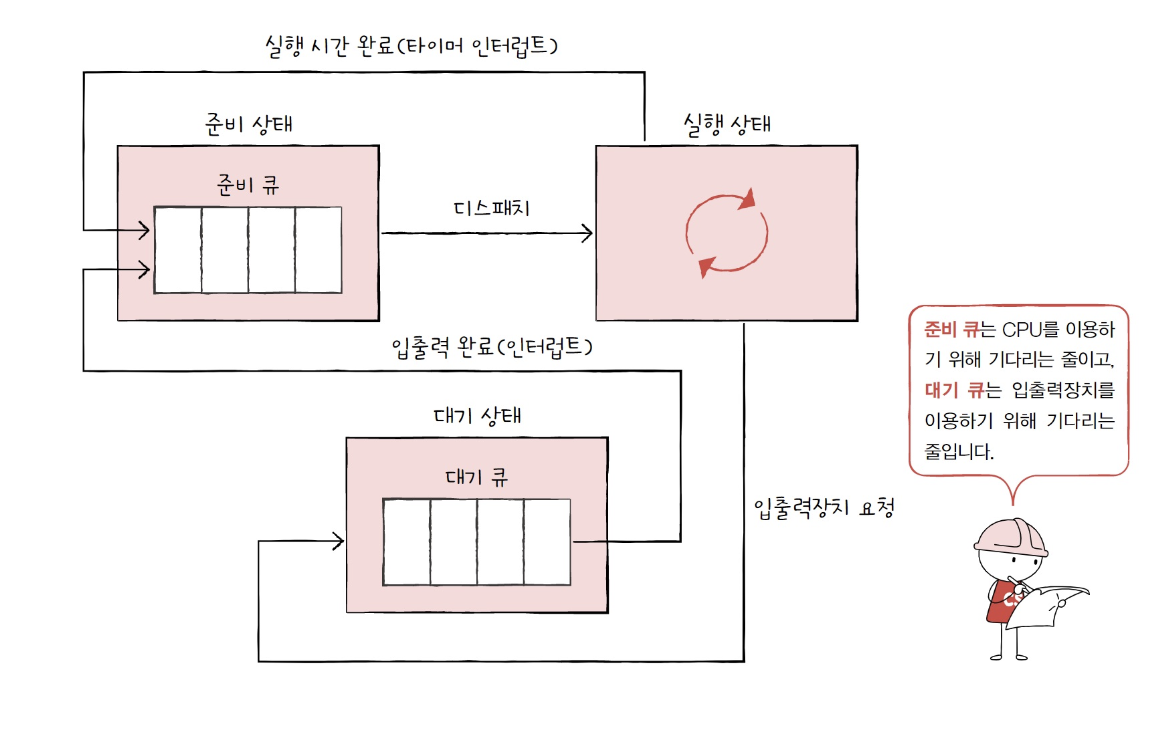 실행 시간 완료(타이머 인터럽트)
준비 상태
실행 상태
준비 큐
디스패치
입출력 완료(인터럽트)
대기 상태
대기 큐
입출력장치 요청
준비 큐는 CPU를 이용하
기 위해 기다리는 줄이고,
대기 큐는 입출력장치를
이용하기 위해 기다리는
줄입니다.
CS